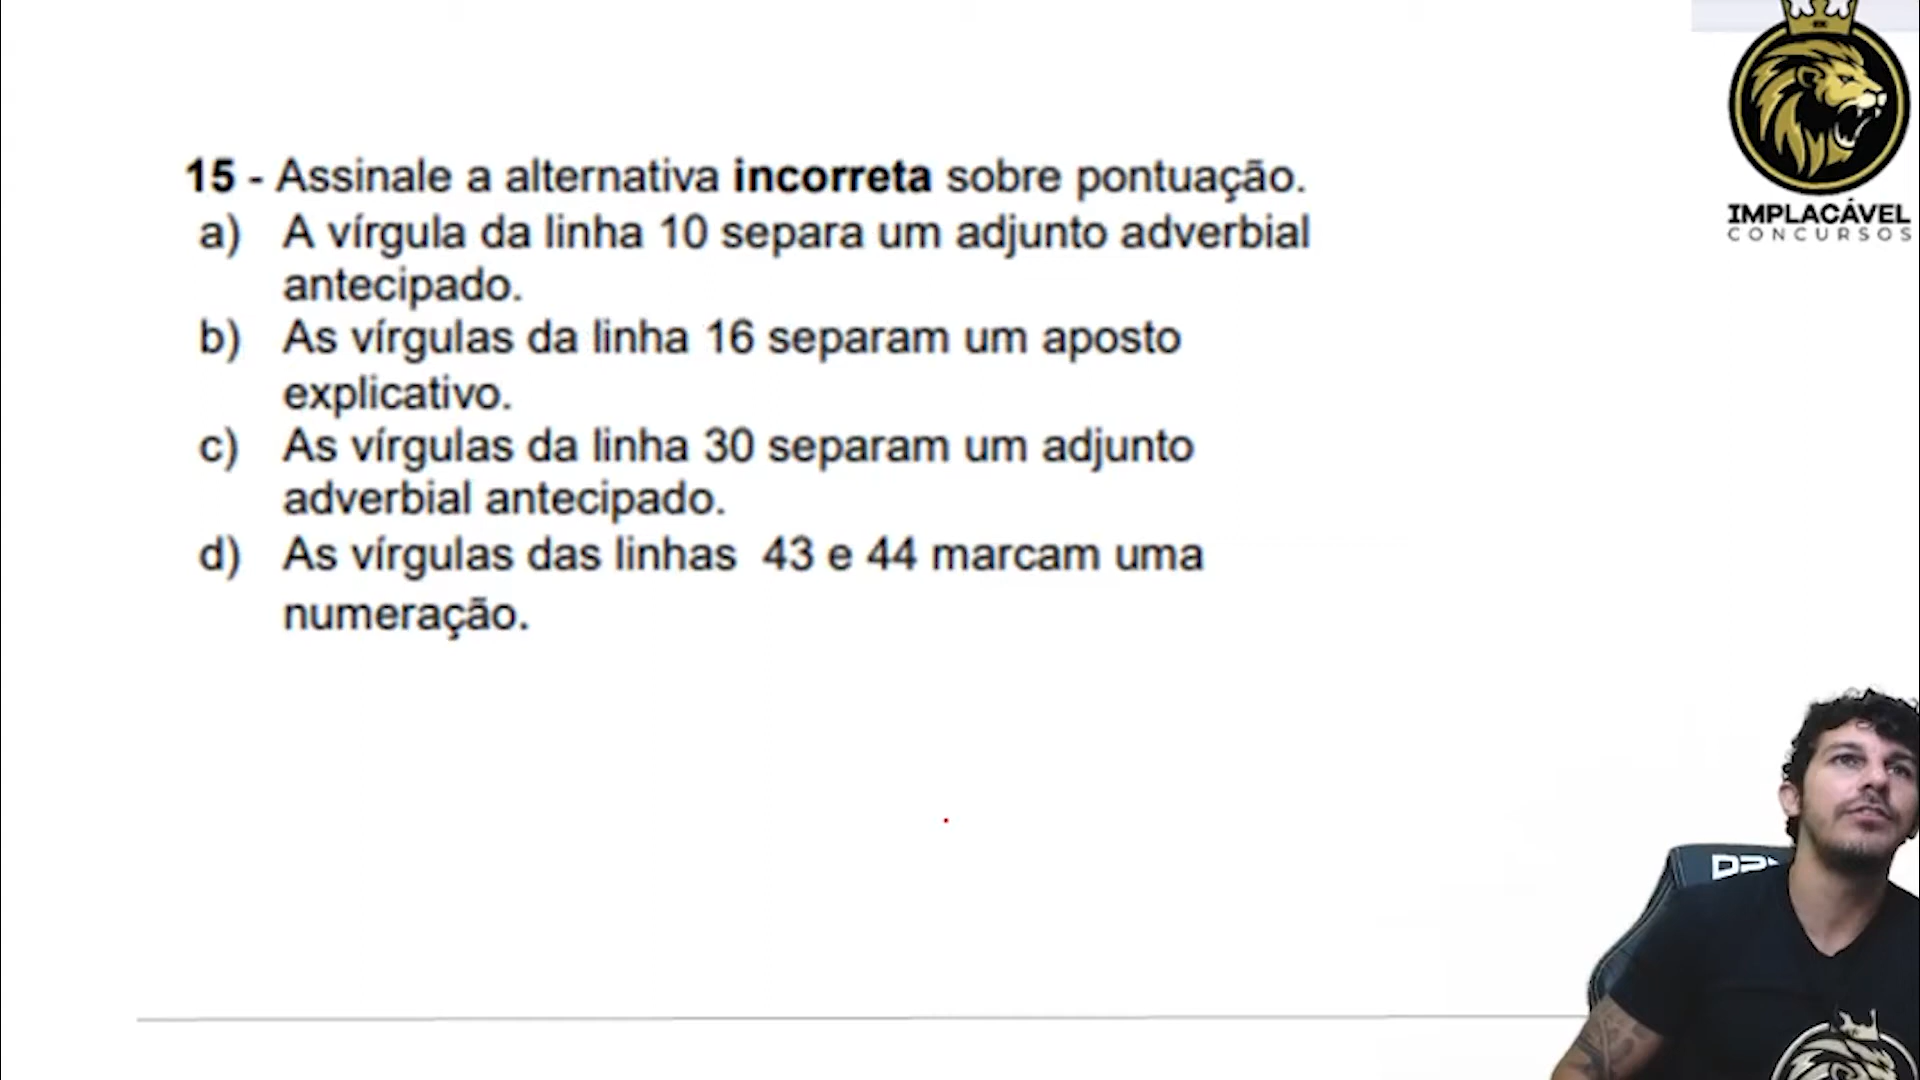 IMPLACÁVEL
CONCURSOS
15 - Assinale a alternativa incorreta sobre pontuação.
a) A vírgula da linha 10 separa um adjunto adverbial
antecipado.
b) As vírgulas da linha 16 separam um aposto
explicativo.
c) As vírgulas da linha 30 separam um adjunto
adverbial antecipado.
d) As vírgulas das linhas 43 e 44 marcam uma
numeração.